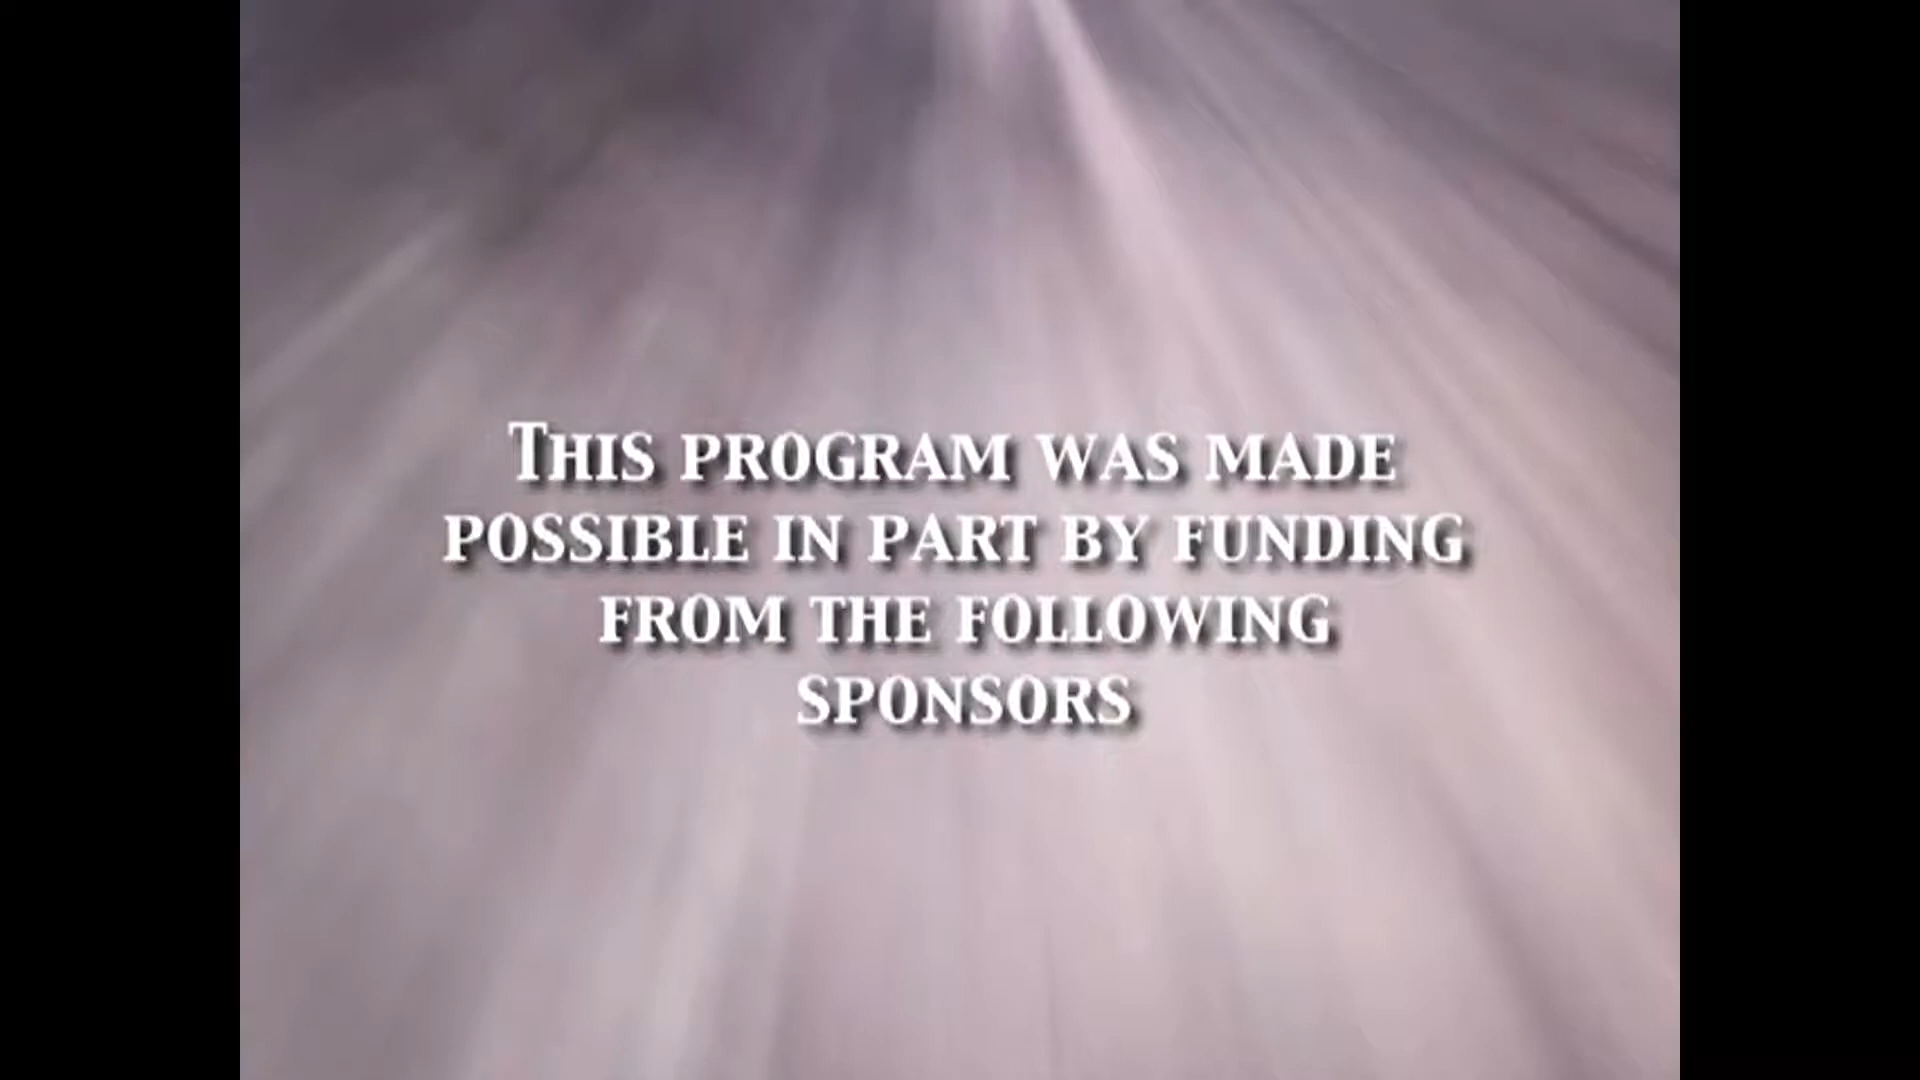 THIS PROGRAM WAS MADE
POSSIBLE IN PART BY FUNDING
FROM THE FOLLOWING
SPONSORS